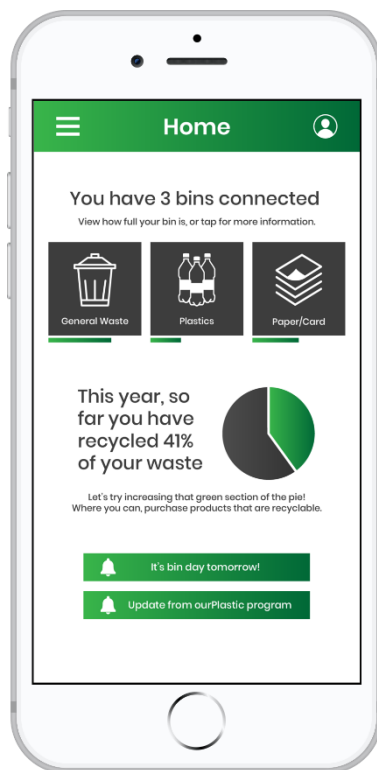 Home
You have 3 bins connected
View how full your bin is, or tap for more information.
General Waste
Plastics
Paper/Card
This year, so
far you have
recycled 41%
of your waste
Let's try increasing that green section of the pie!
Where you can, purchase products that are recyclable.
It's bin day tomorrow!
Update from ourPlastic program